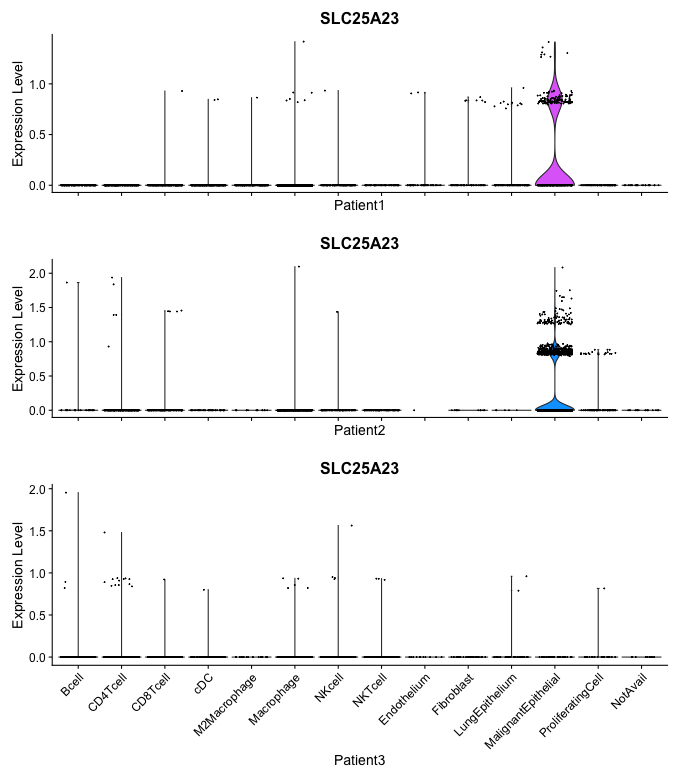 SLC25A23
Expression Level
1.0
0.5
0.0
Patient1
SLC25A23
Expression Level
2.0
1.5
1.0
0.5
0.0
Patient2
SLC25A23
Expression Level
2.0
1.5
1.0
0.5
0.0
Bcell
CD4Tcell
CD8Tcell
cDC
M2Macrophage
Macrophage
NKcell
NKTcell
Endothelium
Fibroblast
LungEpithelium
MalignantEpithelial
ProliferatingCell
NotAvail
Patient3